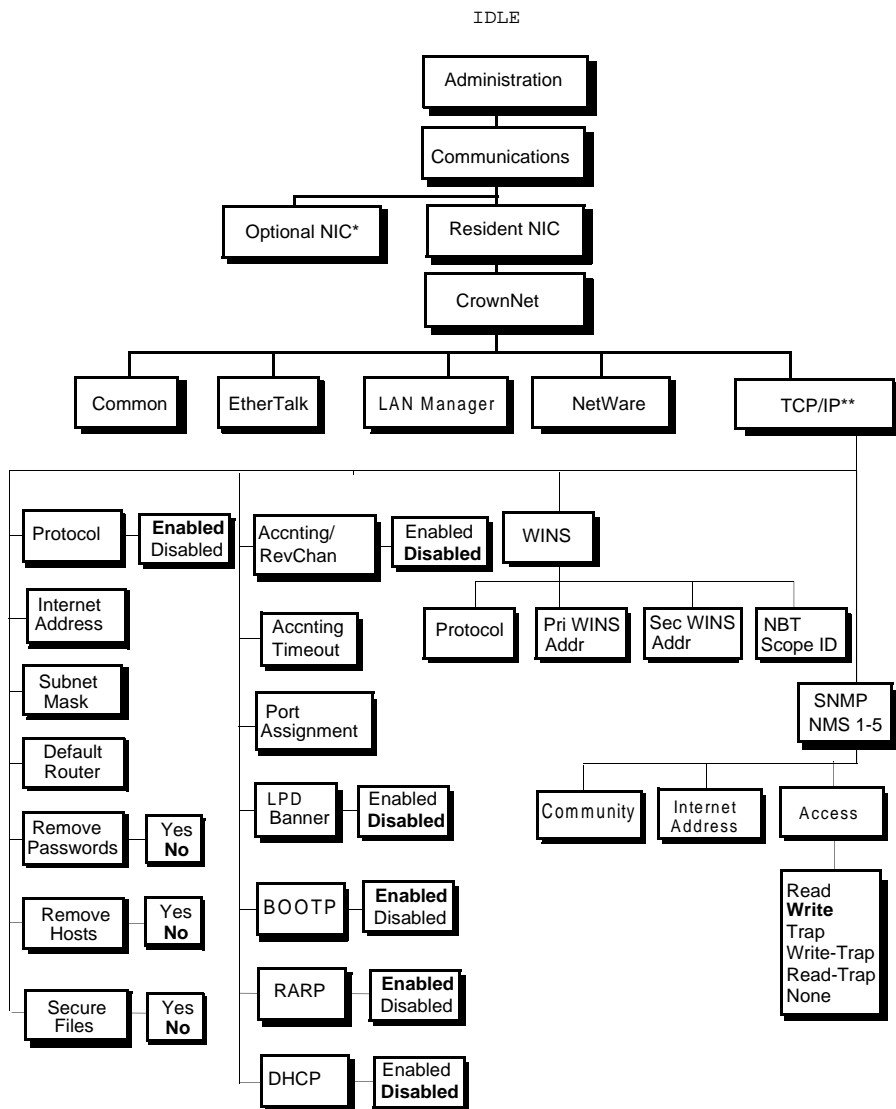 IDLE
Administration
Communications
Optional NIC*
Resident NIC
CrownNet
Common
EtherTalk
LAN Manager
NetWare
TCP/IP**
Protocol
Enabled
Disabled
Internet
Address
Subnet
Mask
Default
Router
Remove
Passwords
Yes
No
Remove
Hosts
Yes
No
Secure
Files
Yes
No
Accnting/
RevChan
Enabled
Disabled
Accnting
Timeout
Port
Assignment
LPD
Banner
Enabled
Disabled
BOOTP
Enabled
Disabled
RARP
Enabled
Disabled
DHCP
Enabled
Disabled
WINS
Protocol
Pri WINS
Addr
Sec WINS
Addr
NBT
Scope ID
SNMP
NMS 1-5
Community
Internet
Address
Access
Read
Write
Trap
Write-Trap
Read-Trap
None